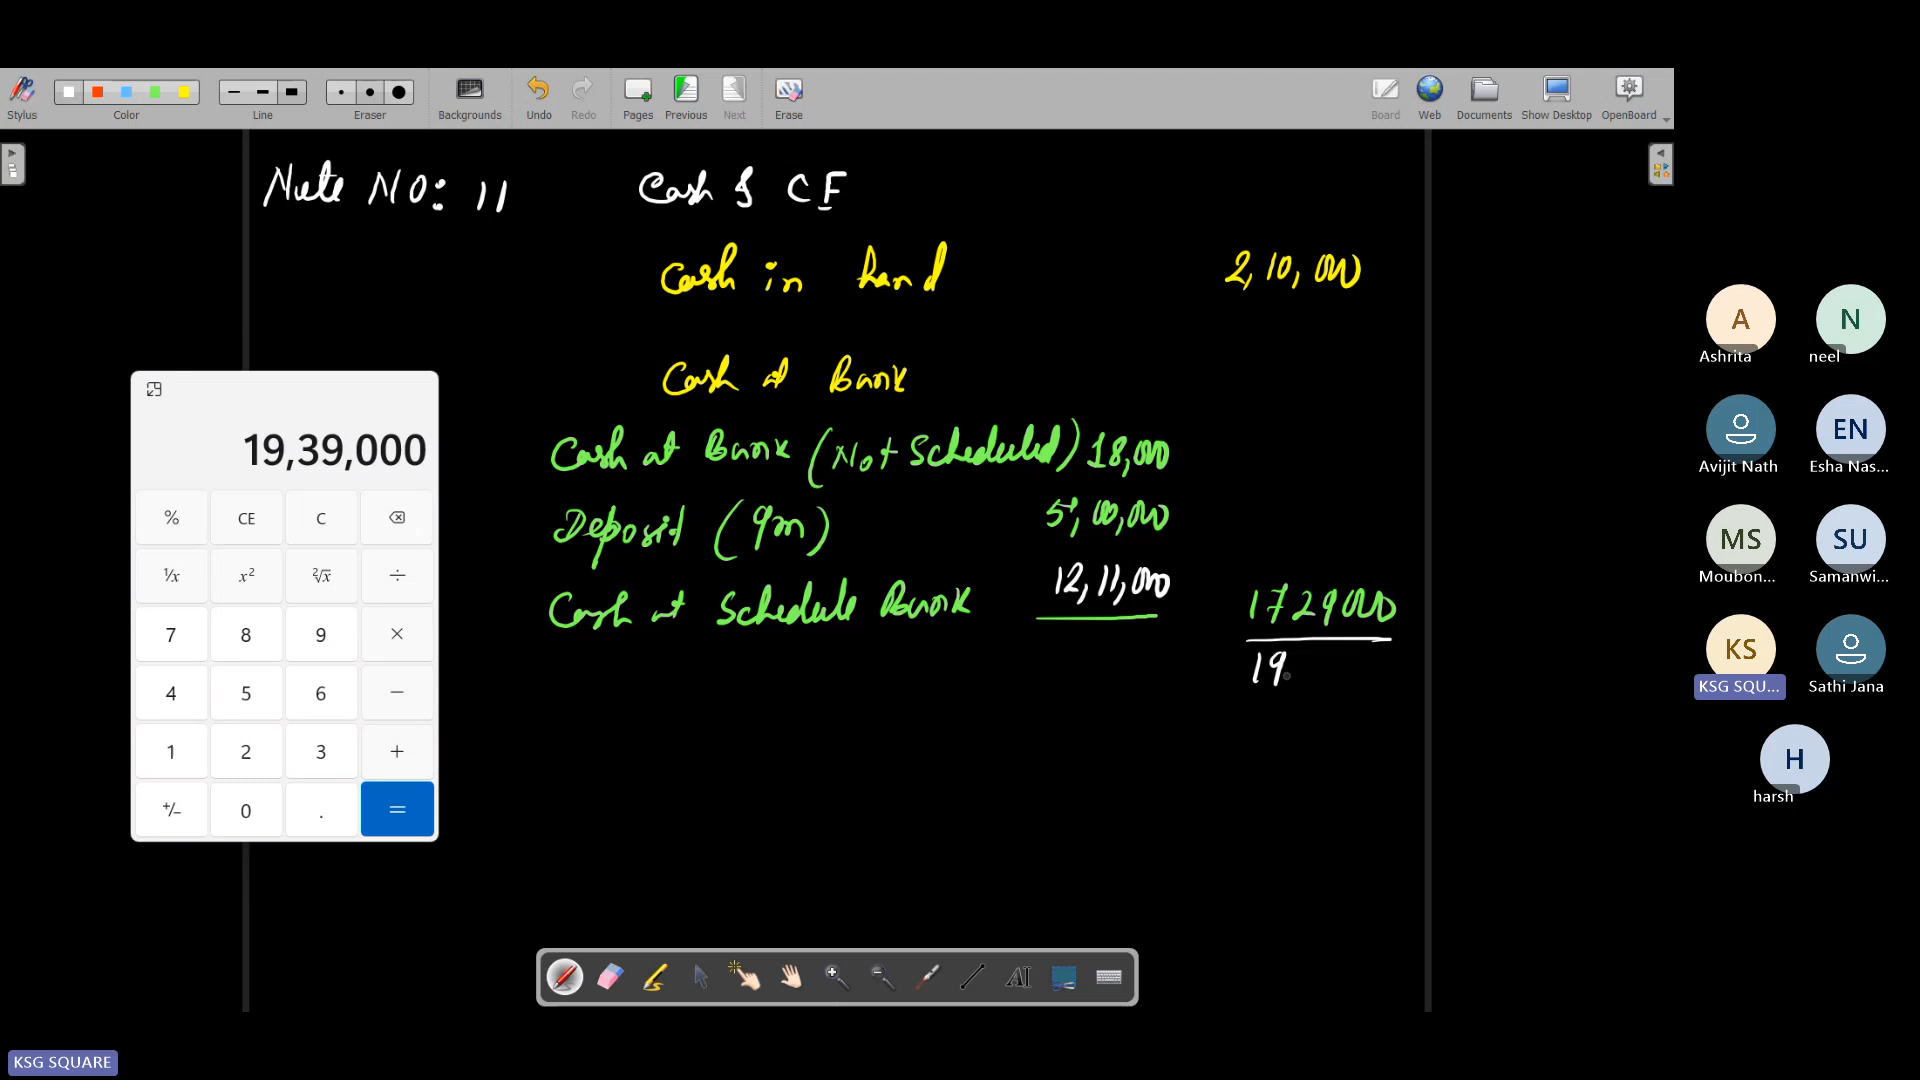 Stylus Color Line Eraser Backgrounds Undo Redo Pages Previous Next Erase Board Web Documents Show Desktop OpenBoard
Note NO: 11 Cash & CE
Cash in hand 2,10,000
Cash at Bank
Cash at Bank (Not Scheduled) 18,000
Deposit (9m) 5,00,000
Cash at Schedule Bank 12,11,000 1729000
19
19,39,000
% CE C
¹/x x² ²√x ÷
7 8 9 ×
4 5 6 −
1 2 3 +
+/− 0 . =
A N
Ashrita neel
EN
Avijit Nath Esha Nas...
MS SU
Moubon... Samanwi...
KS
KSG SQU... Sathi Jana
H
harsh
AI
KSG SQUARE